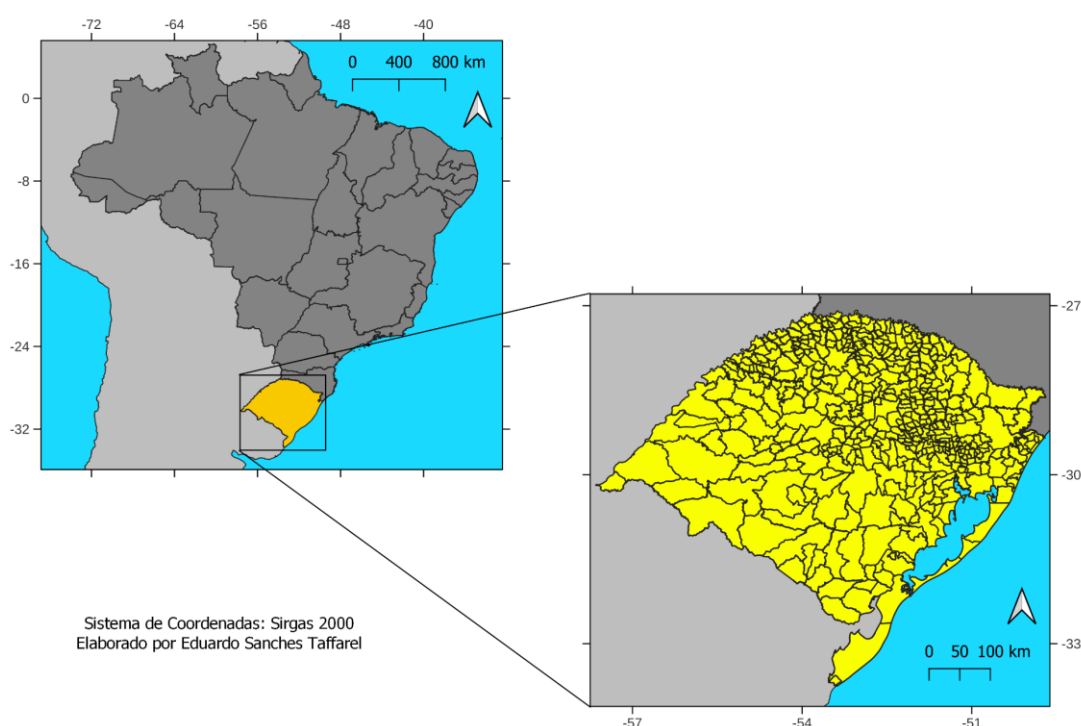 -72 -64 -56 -48 -40
0 400 800 km
0
-8
-16
-24
-32
-27
-30
-33
0 50 100 km
-57 -54 -51
Sistema de Coordenadas: Sirgas 2000
Elaborado por Eduardo Sanches Taffarel